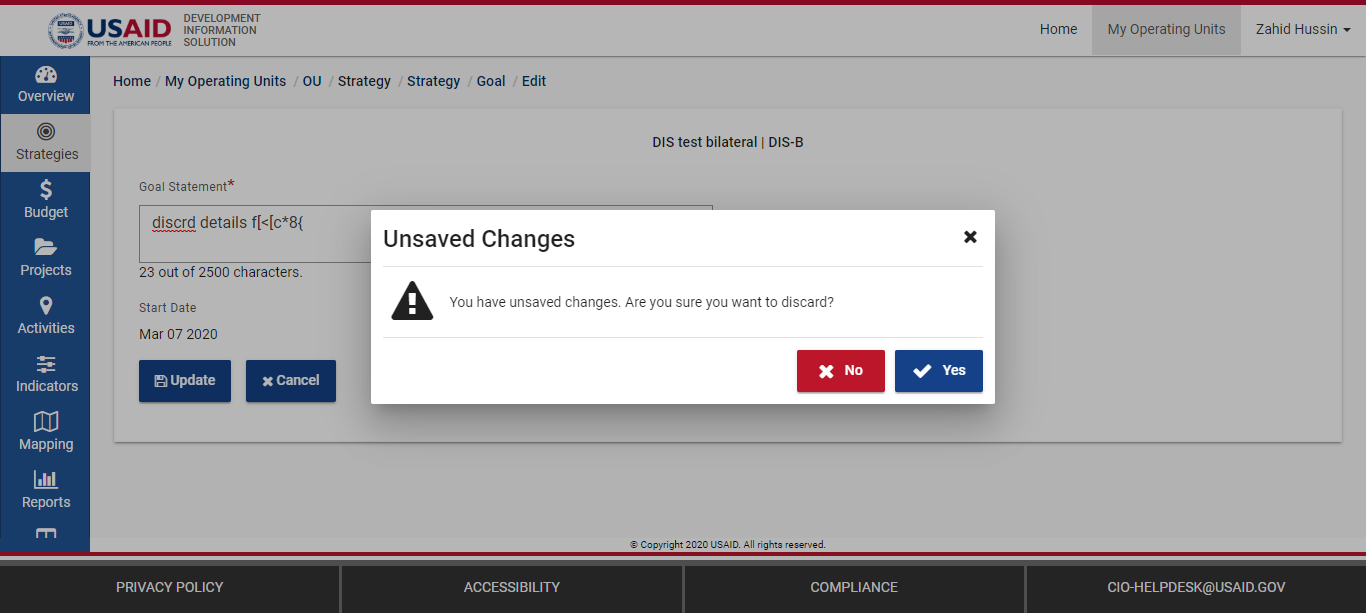 USAID
FROM THE AMERICAN PEOPLE
DEVELOPMENT
INFORMATION
SOLUTION
Home
My Operating Units
Zahid Hussin
Overview
Strategies
Budget
Projects
Activities
Indicators
Mapping
Reports
Home / My Operating Units / OU / Strategy / Strategy / Goal / Edit
DIS test bilateral | DIS-B
Goal Statement*
discrd details f[<[c*8{
23 out of 2500 characters.
Start Date
Mar 07 2020
Update
Cancel
Unsaved Changes
You have unsaved changes. Are you sure you want to discard?
No
Yes
© Copyright 2020 USAID. All rights reserved.
PRIVACY POLICY
ACCESSIBILITY
COMPLIANCE
CIO-HELPDESK@USAID.GOV